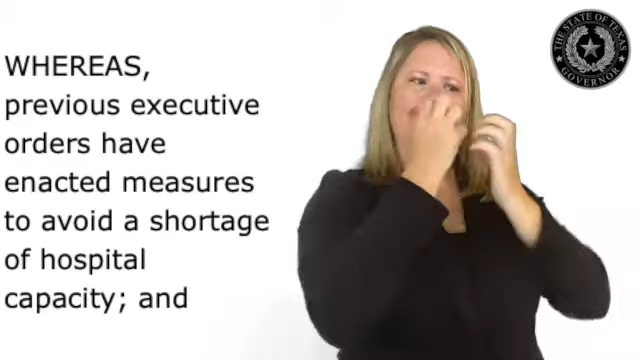 WHEREAS,
previous executive
orders have
enacted measures
to avoid a shortage
of hospital
capacity; and
THE STATE OF TEXAS
GOVERNOR